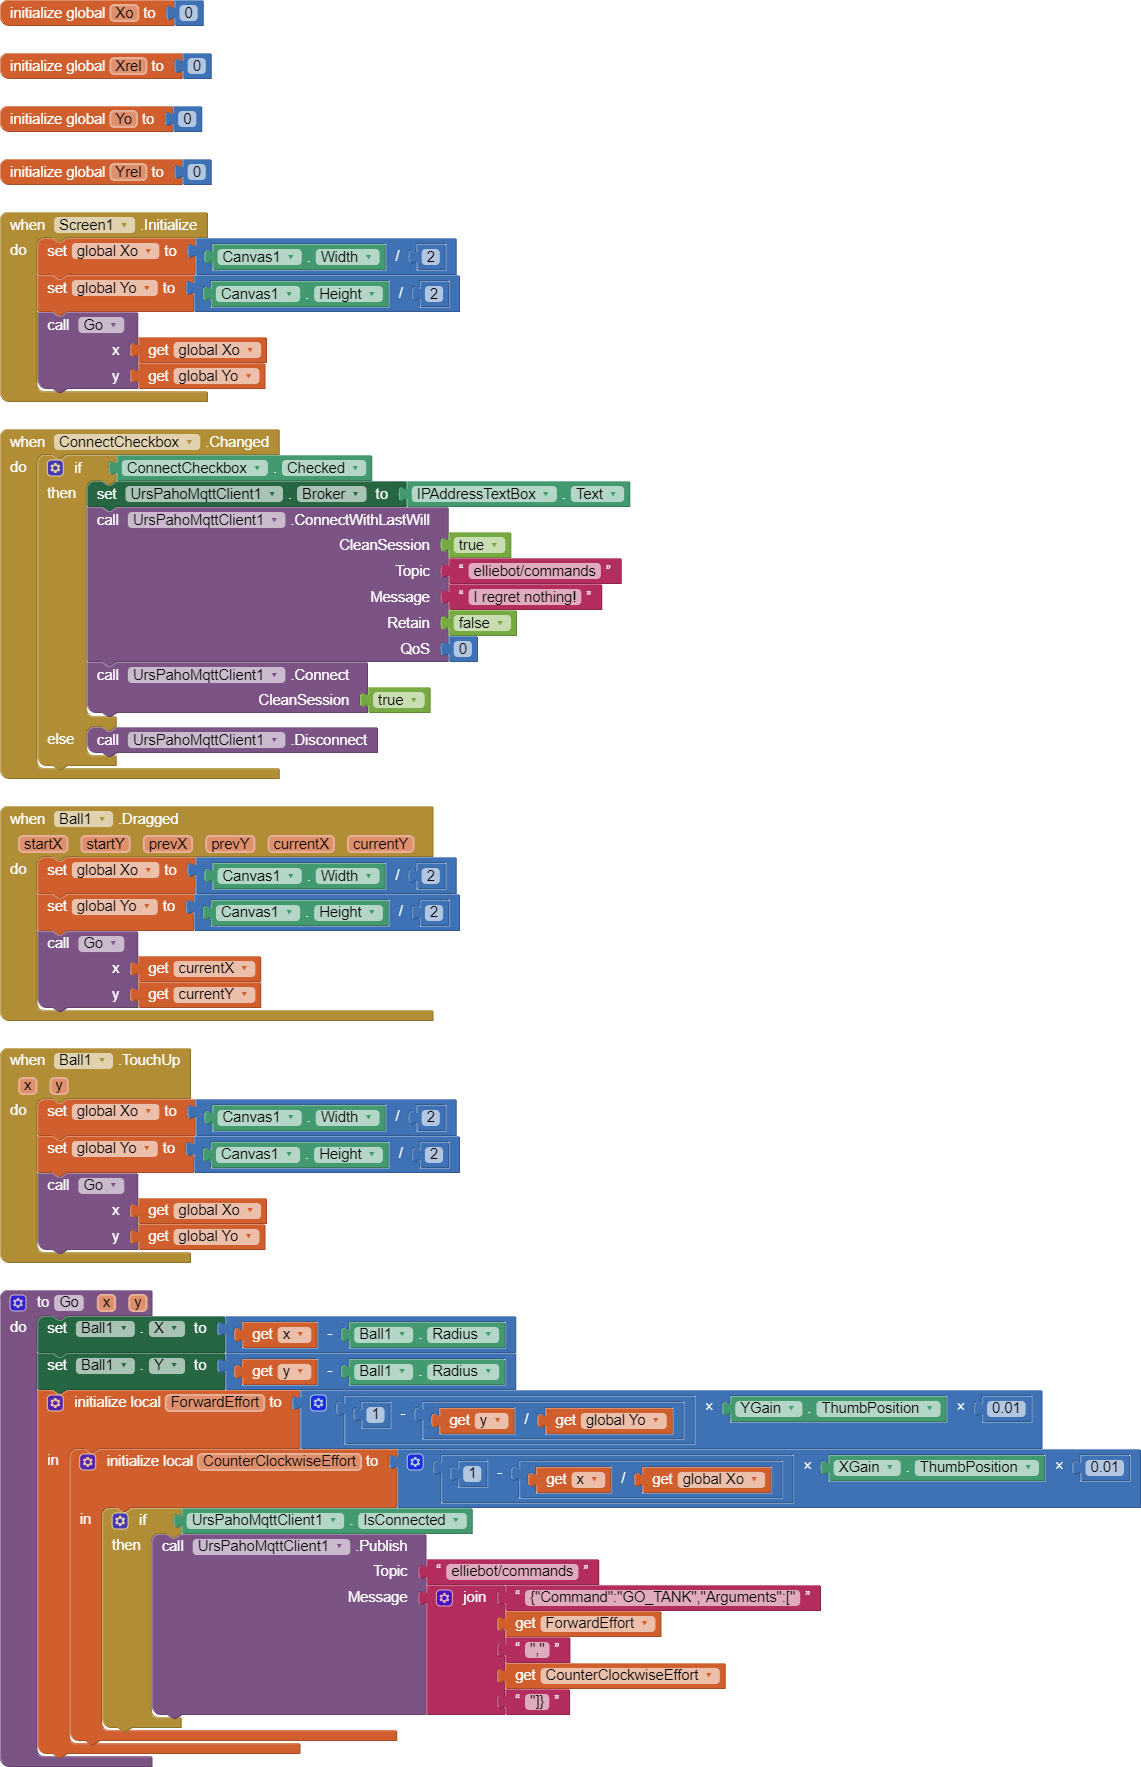 initialize global Xo to 0
initialize global Xrel to 0
initialize global Yo to 0
initialize global Yrel to 0
when Screen1 .Initialize
do set global Xo to Canvas1 . Width / 2
set global Yo to Canvas1 . Height / 2
call Go
x get global Xo
y get global Yo
when ConnectCheckbox .Changed
do if ConnectCheckbox . Checked
then set UrsPahoMqttClient1 . Broker to IPAddressTextBox . Text
call UrsPahoMqttClient1 .ConnectWithLastWill
CleanSession true
Topic “ elliebot/commands ”
Message “ I regret nothing! ”
Retain false
QoS 0
call UrsPahoMqttClient1 .Connect
CleanSession true
else call UrsPahoMqttClient1 .Disconnect
when Ball1 .Dragged
startX startY prevX prevY currentX currentY
do set global Xo to Canvas1 . Width / 2
set global Yo to Canvas1 . Height / 2
call Go
x get currentX
y get currentY
when Ball1 .TouchUp
x y
do set global Xo to Canvas1 . Width / 2
set global Yo to Canvas1 . Height / 2
call Go
x get global Xo
y get global Yo
to Go x y
do set Ball1 . X to get x - Ball1 . Radius
set Ball1 . Y to get y - Ball1 . Radius
initialize local ForwardEffort to 1 - get y / get global Yo × YGain . ThumbPosition × 0.01
in initialize local CounterClockwiseEffort to 1 - get x / get global Xo × XGain . ThumbPosition × 0.01
in if UrsPahoMqttClient1 . IsConnected
then call UrsPahoMqttClient1 .Publish
Topic “ elliebot/commands ”
Message join “ {"Command":"GO_TANK","Arguments":[" ”
get ForwardEffort
“ "," ”
get CounterClockwiseEffort
“ "]} ”